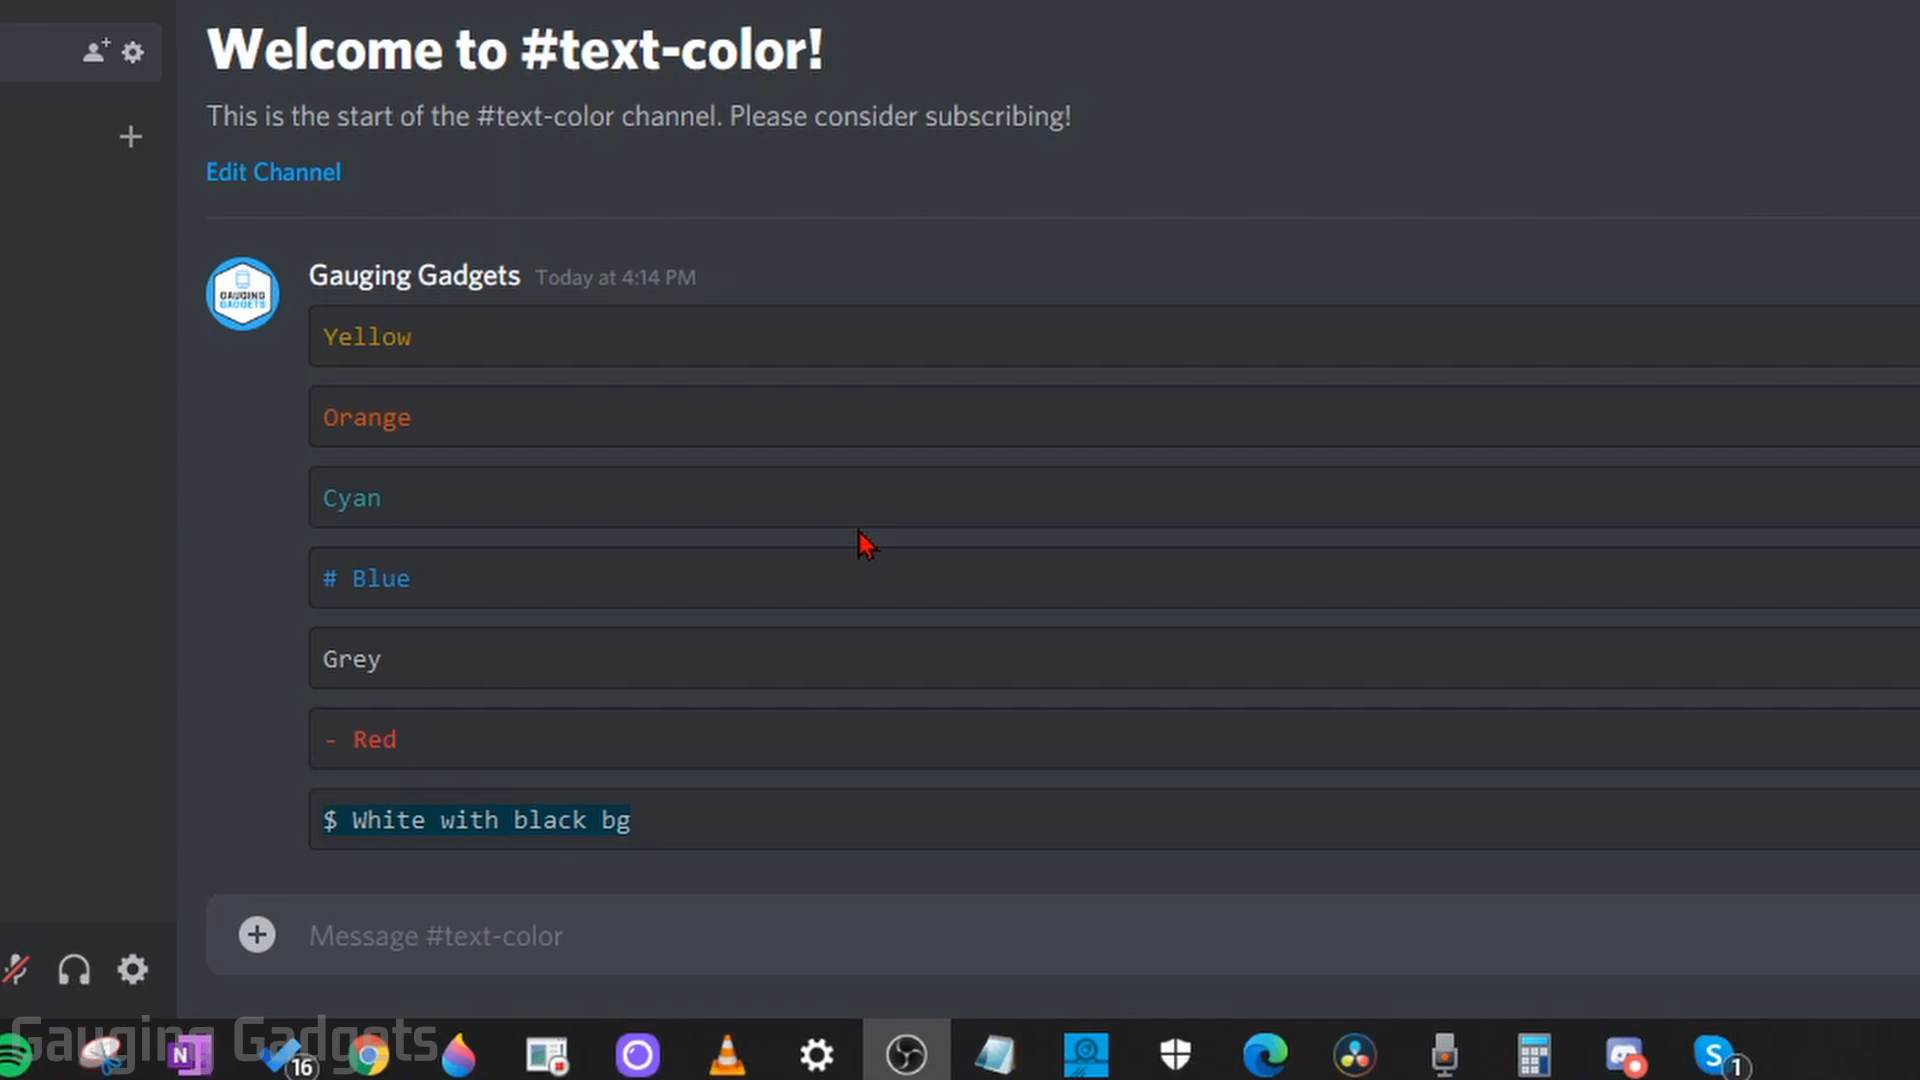 Welcome to #text-color!
This is the start of the #text-color channel. Please consider subscribing!
Edit Channel
Gauging Gadgets Today at 4:14 PM
GAUGING
GADGETS
Yellow
Orange
Cyan
# Blue
Grey
- Red
$ White with black bg
Message #text-color
Gauging Gadgets
N
16
S
1